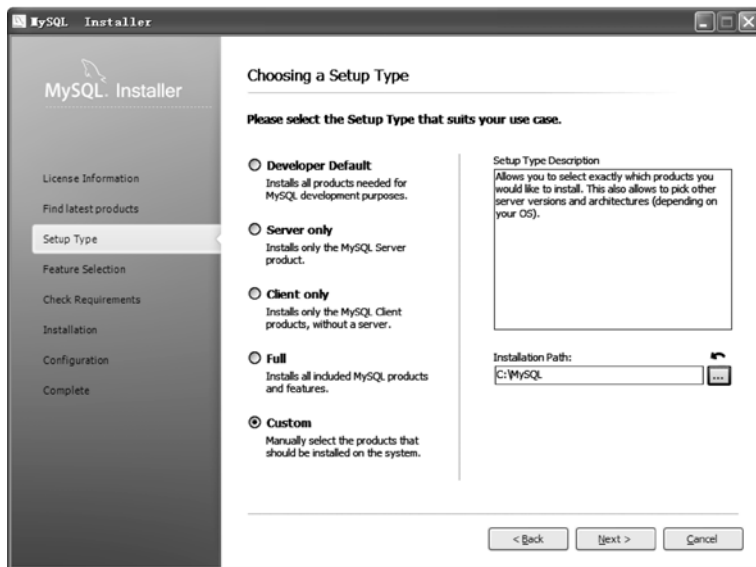 MySQL Installer
MySQL. Installer
License Information
Find latest products
Setup Type
Feature Selection
Check Requirements
Installation
Configuration
Complete
Choosing a Setup Type
Please select the Setup Type that suits your use case.
Developer Default
Installs all products needed for
MySQL development purposes.
Server only
Installs only the MySQL Server
product.
Client only
Installs only the MySQL Client
products, without a server.
Full
Installs all included MySQL products
and features.
Custom
Manually select the products that
should be installed on the system.
Setup Type Description
Allows you to select exactly which products you
would like to install. This also allows to pick other
server versions and architectures (depending on
your OS).
Installation Path:
C:\MySQL
...
< Back
Next >
Cancel